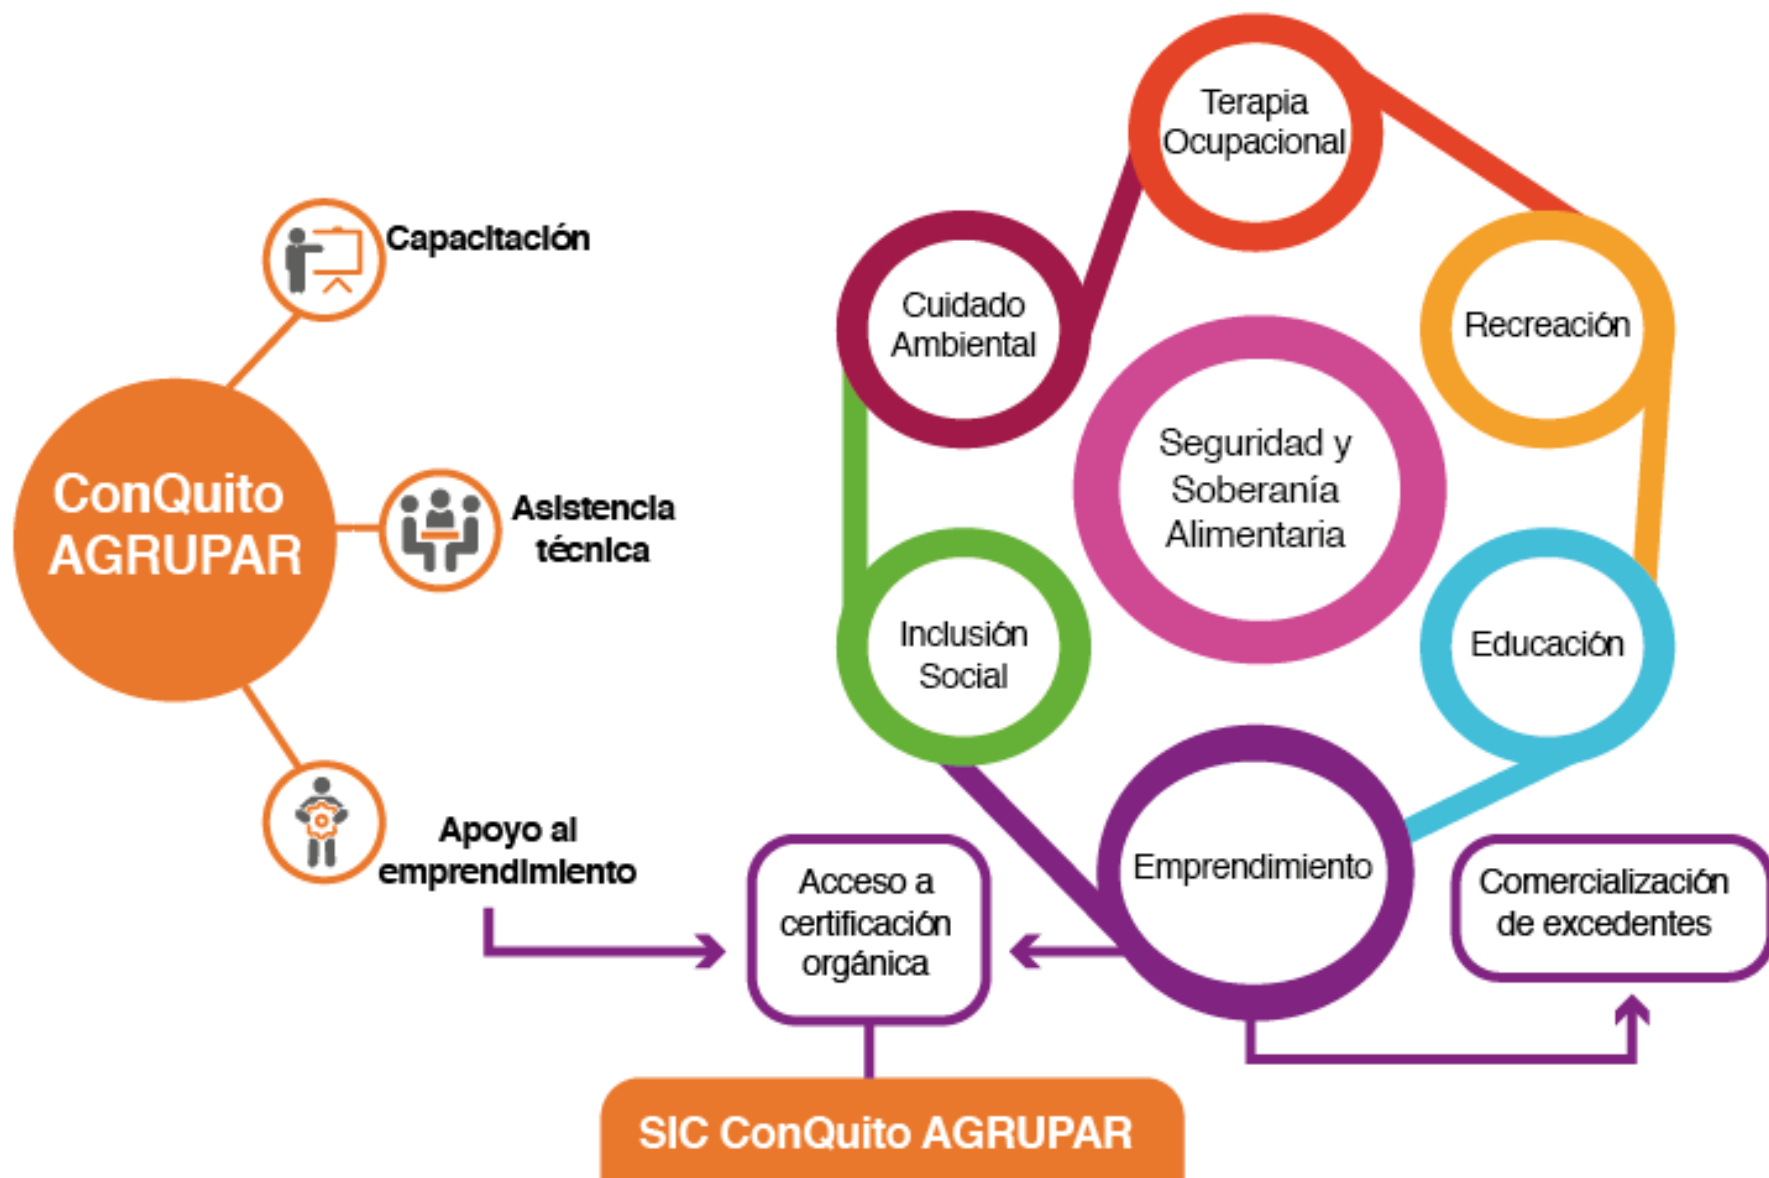 Capacitación
ConQuito
AGRUPAR
Asistencia
técnica
Apoyo al
emprendimiento
Terapia
Ocupacional
Cuidado
Ambiental
Recreación
Seguridad y
Soberanía
Alimentaria
Inclusión
Social
Educación
Emprendimiento
Acceso a
certificación
orgánica
Comercialización
de excedentes
SIC ConQuito AGRUPAR